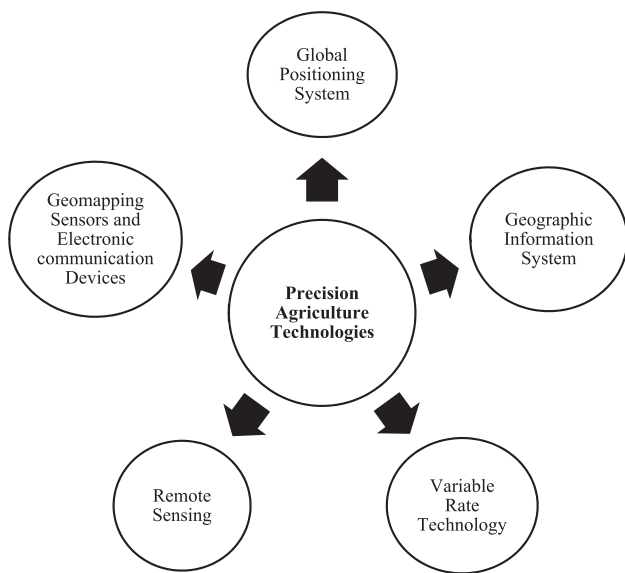 Global
Positioning
System
Geomapping
Sensors and
Electronic
communication
Devices
Geographic
Information
System
Precision
Agriculture
Technologies
Remote
Sensing
Variable
Rate
Technology